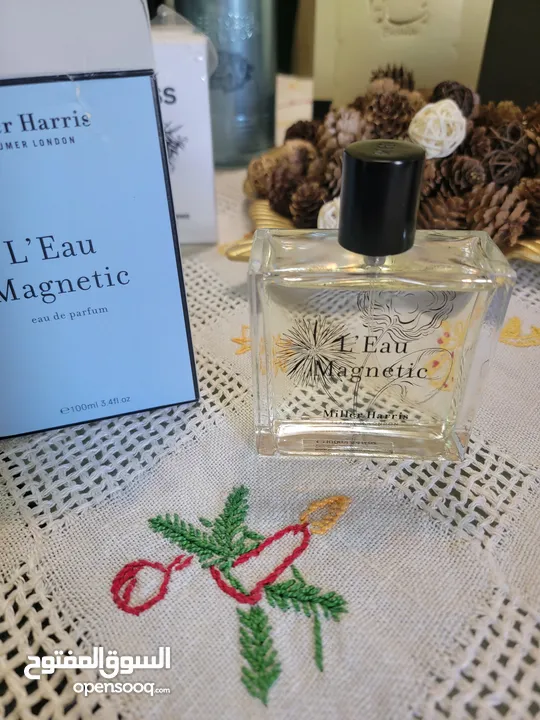 er Harris
UMER LONDON
L'Eau
Magnetic
eau de parfum
e100ml 3.4fl.oz
L'Eau
Magnetic
Miller Harris
السوق المفتوح
opensooq.com